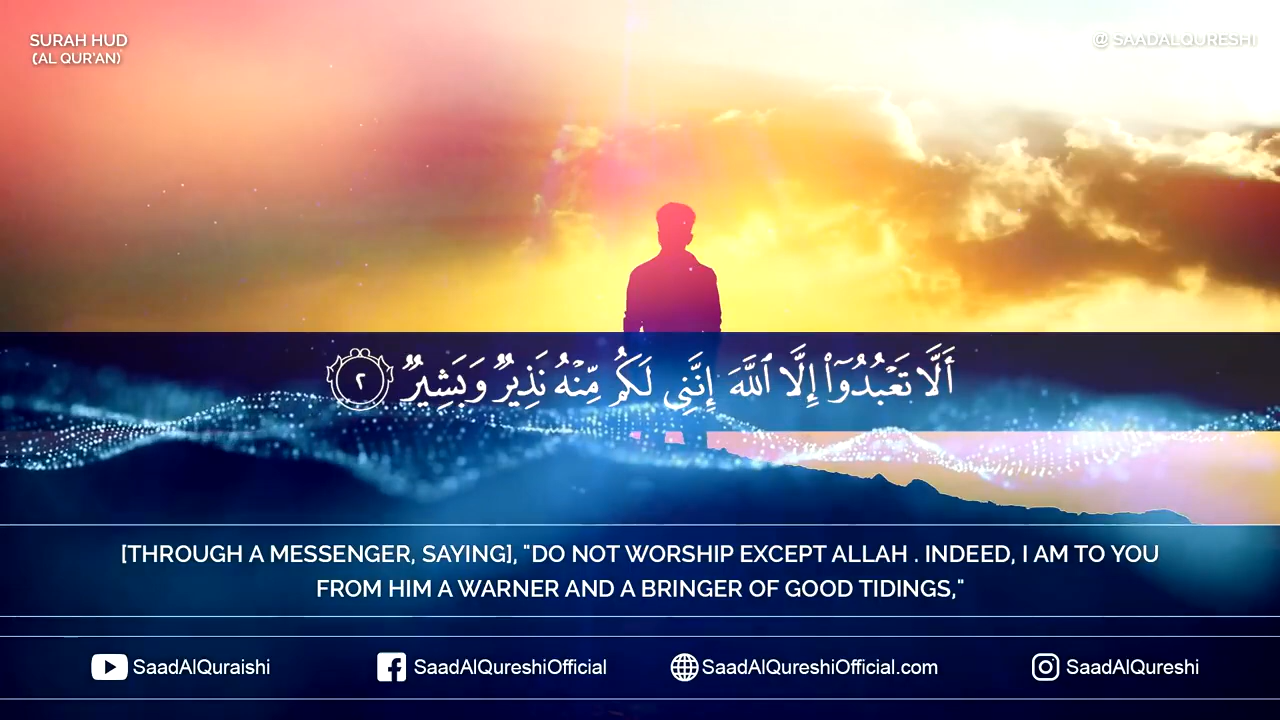 SURAH HUD
(AL QUR'AN)
@ SAADALQURESHI
أَلَّا تَعْبُدُوٓا۟ إِلَّا ٱللَّهَ إِنَّنِى لَكُم مِّنْهُ نَذِيرٌ وَبَشِيرٌ ٢
[THROUGH A MESSENGER, SAYING], "DO NOT WORSHIP EXCEPT ALLAH . INDEED, I AM TO YOU
FROM HIM A WARNER AND A BRINGER OF GOOD TIDINGS,"
SaadAlQuraishi
SaadAlQureshiOfficial
SaadAlQureshiOfficial.com
SaadAlQureshi